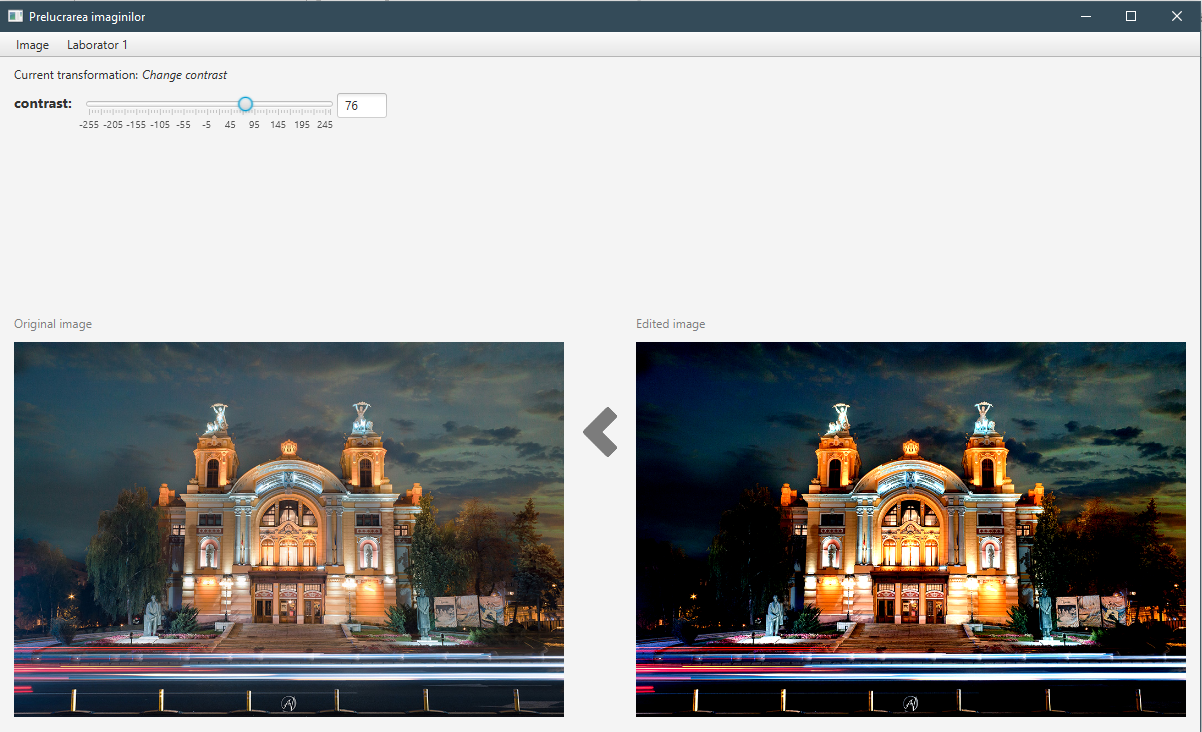 Prelucrarea imaginilor
Image Laborator 1
Current transformation: Change contrast
contrast: 76
-255 -205 -155 -105 -55 -5 45 95 145 195 245
Original image Edited image